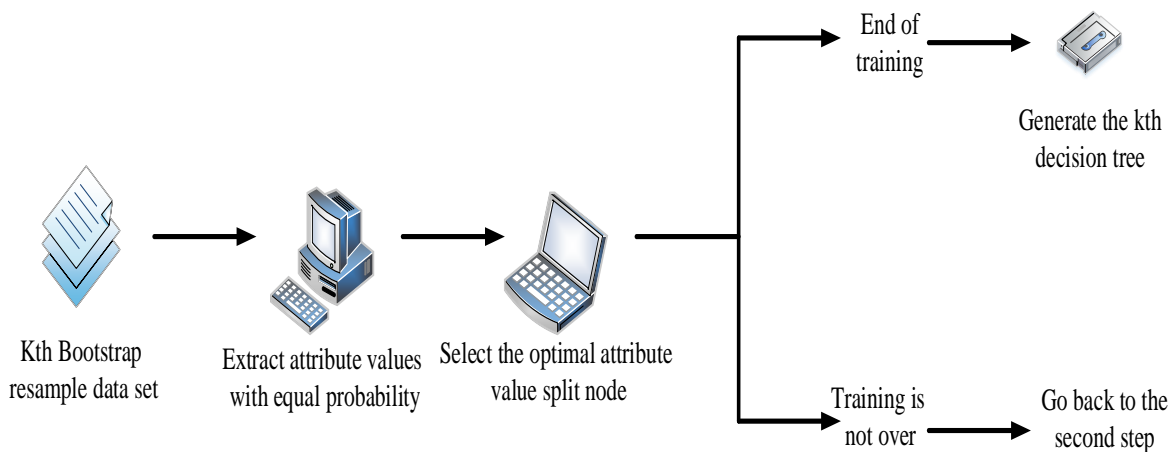 Kth Bootstrap
resample data set
Extract attribute values
with equal probability
Select the optimal attribute
value split node
End of
training
Generate the kth
decision tree
Training is
not over
Go back to the
second step